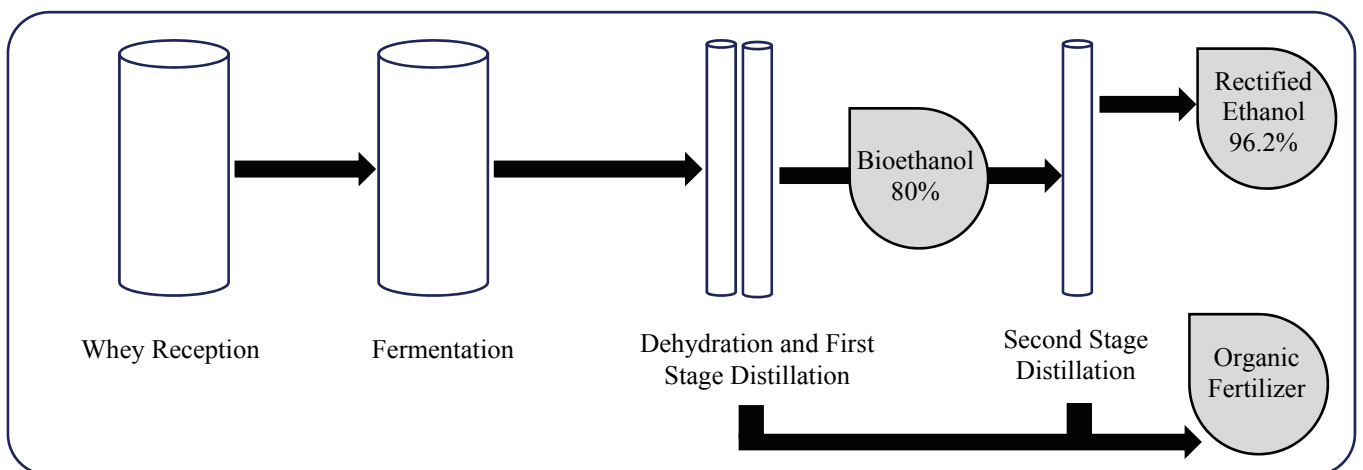 Whey Reception
Fermentation
Dehydration and First
Stage Distillation
Bioethanol
80%
Second Stage
Distillation
Rectified
Ethanol
96.2%
Organic
Fertilizer